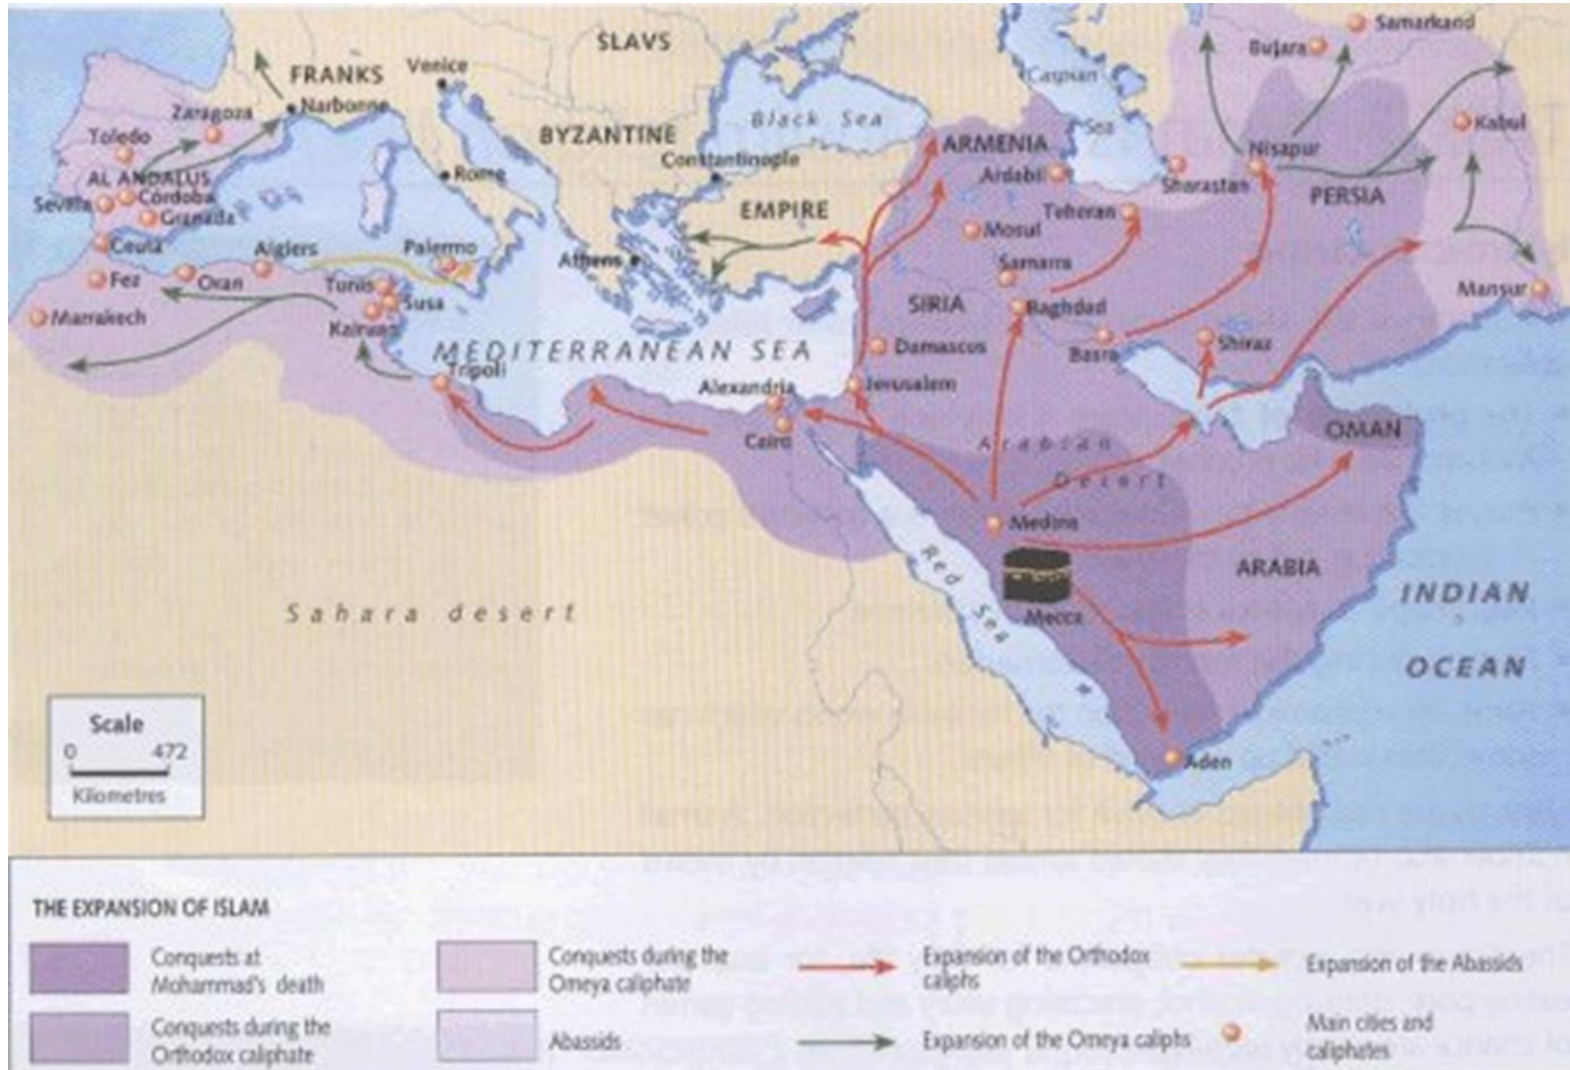 Samarkand
Bujara
SLAVS
Caspian
Sea
FRANKS
Venice
Narbonne
Zaragoza
Toledo
AL ANDALUS
Cordoba
Sevilla
Granada
Ceula
BYZANTINE
Black Sea
Constantinople
Rome
EMPIRE
Athens
ARMENIA
Ardabil
Sharastan
Nisapur
Kabul
PERSIA
Teheran
Mosul
Samarra
Baghdad
SIRIA
Mansur
Algiers
Palermo
Fez
Oran
Tunis
Susa
Kairuan
Marrakech
MEDITERRANEAN SEA
Tripoli
Damascus
Basra
Shiraz
Alexandria
Jerusalem
Cairo
Arabian
Desert
OMAN
Medina
Red Sea
Mecca
ARABIA
INDIAN
OCEAN
Sahara desert
Aden
Scale
0 472
Kilometres
THE EXPANSION OF ISLAM
Conquests at
Mohammad's death
Conquests during the
Orthodox caliphate
Conquests during the
Omeya caliphate
Abassids
Expansion of the Orthodox
caliphs
Expansion of the Omeya caliphs
Expansion of the Abassids
Main cities and
caliphates